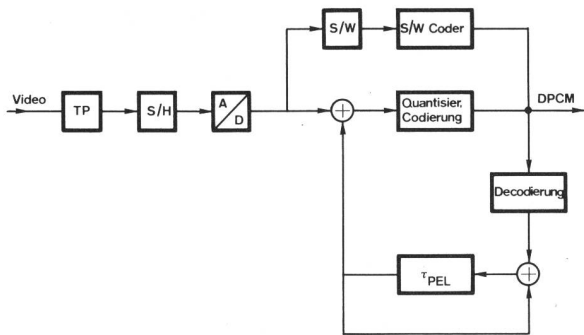 S/W
S/W Coder
Video
TP
S/H
A
D
Quantisier.
Codierung
DPCM
Decodierung
τPEL